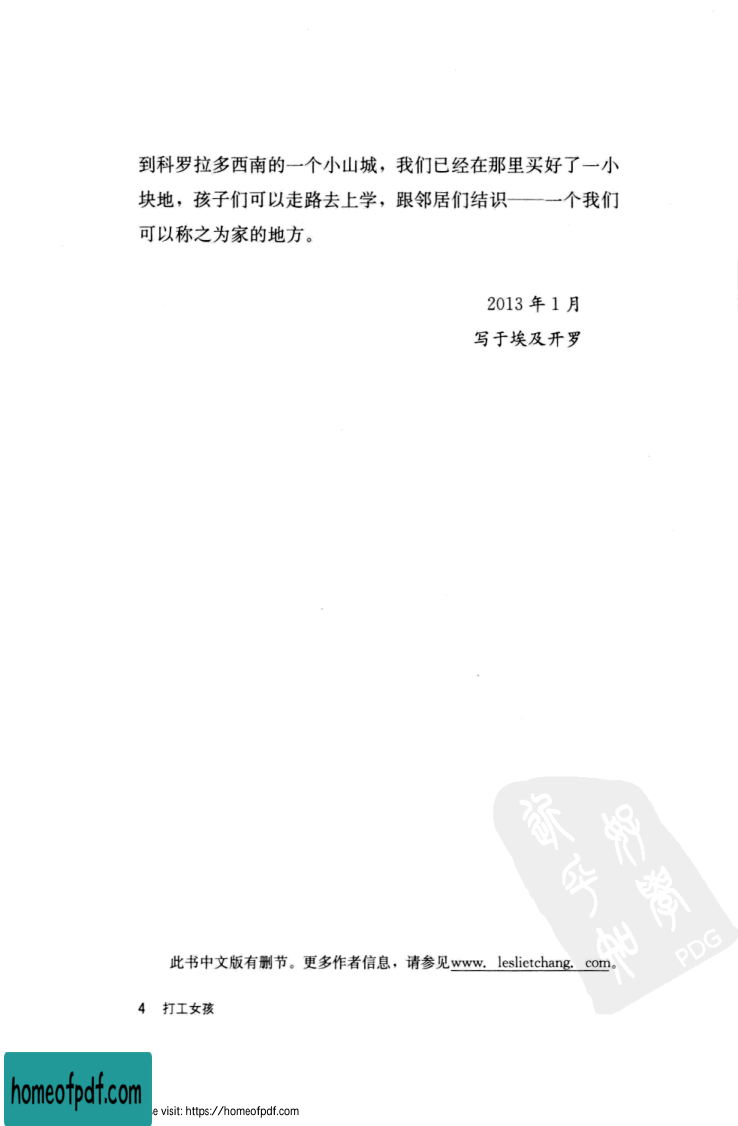 到科罗拉多西南的一个小山城，我们已经在那里买好了一小
块地，孩子们可以走路去上学，跟邻居们结识——一个我们
可以称之为家的地方。
2013 年 1 月
写于埃及开罗
好學
PDG
此书中文版有删节。更多作者信息，请参见www. leslietchang. com。
4 打工女孩
homeofpdf.com
e visit: https://homeofpdf.com